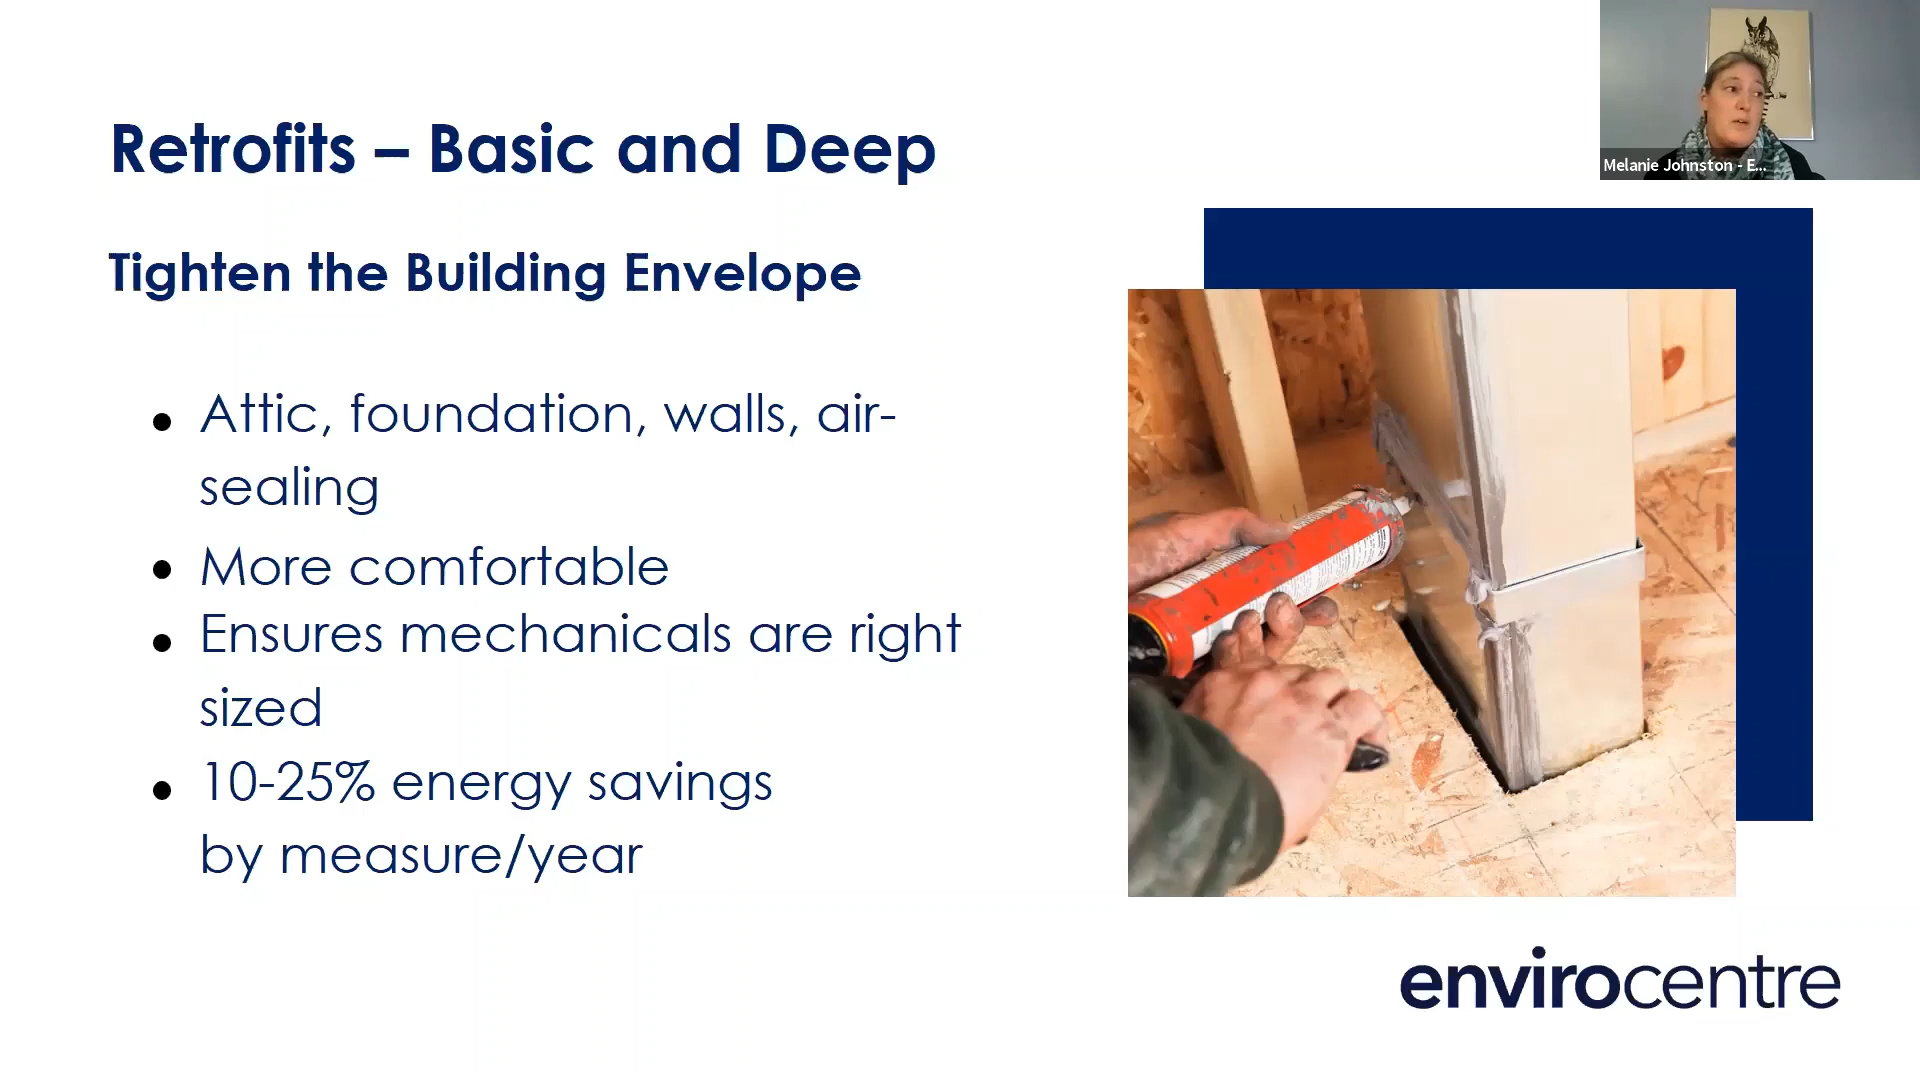 Retrofits – Basic and Deep
Melanie Johnston - E...
Tighten the Building Envelope
• Attic, foundation, walls, air-
sealing
• More comfortable
• Ensures mechanicals are right
sized
• 10-25% energy savings
by measure/year
envirocentre